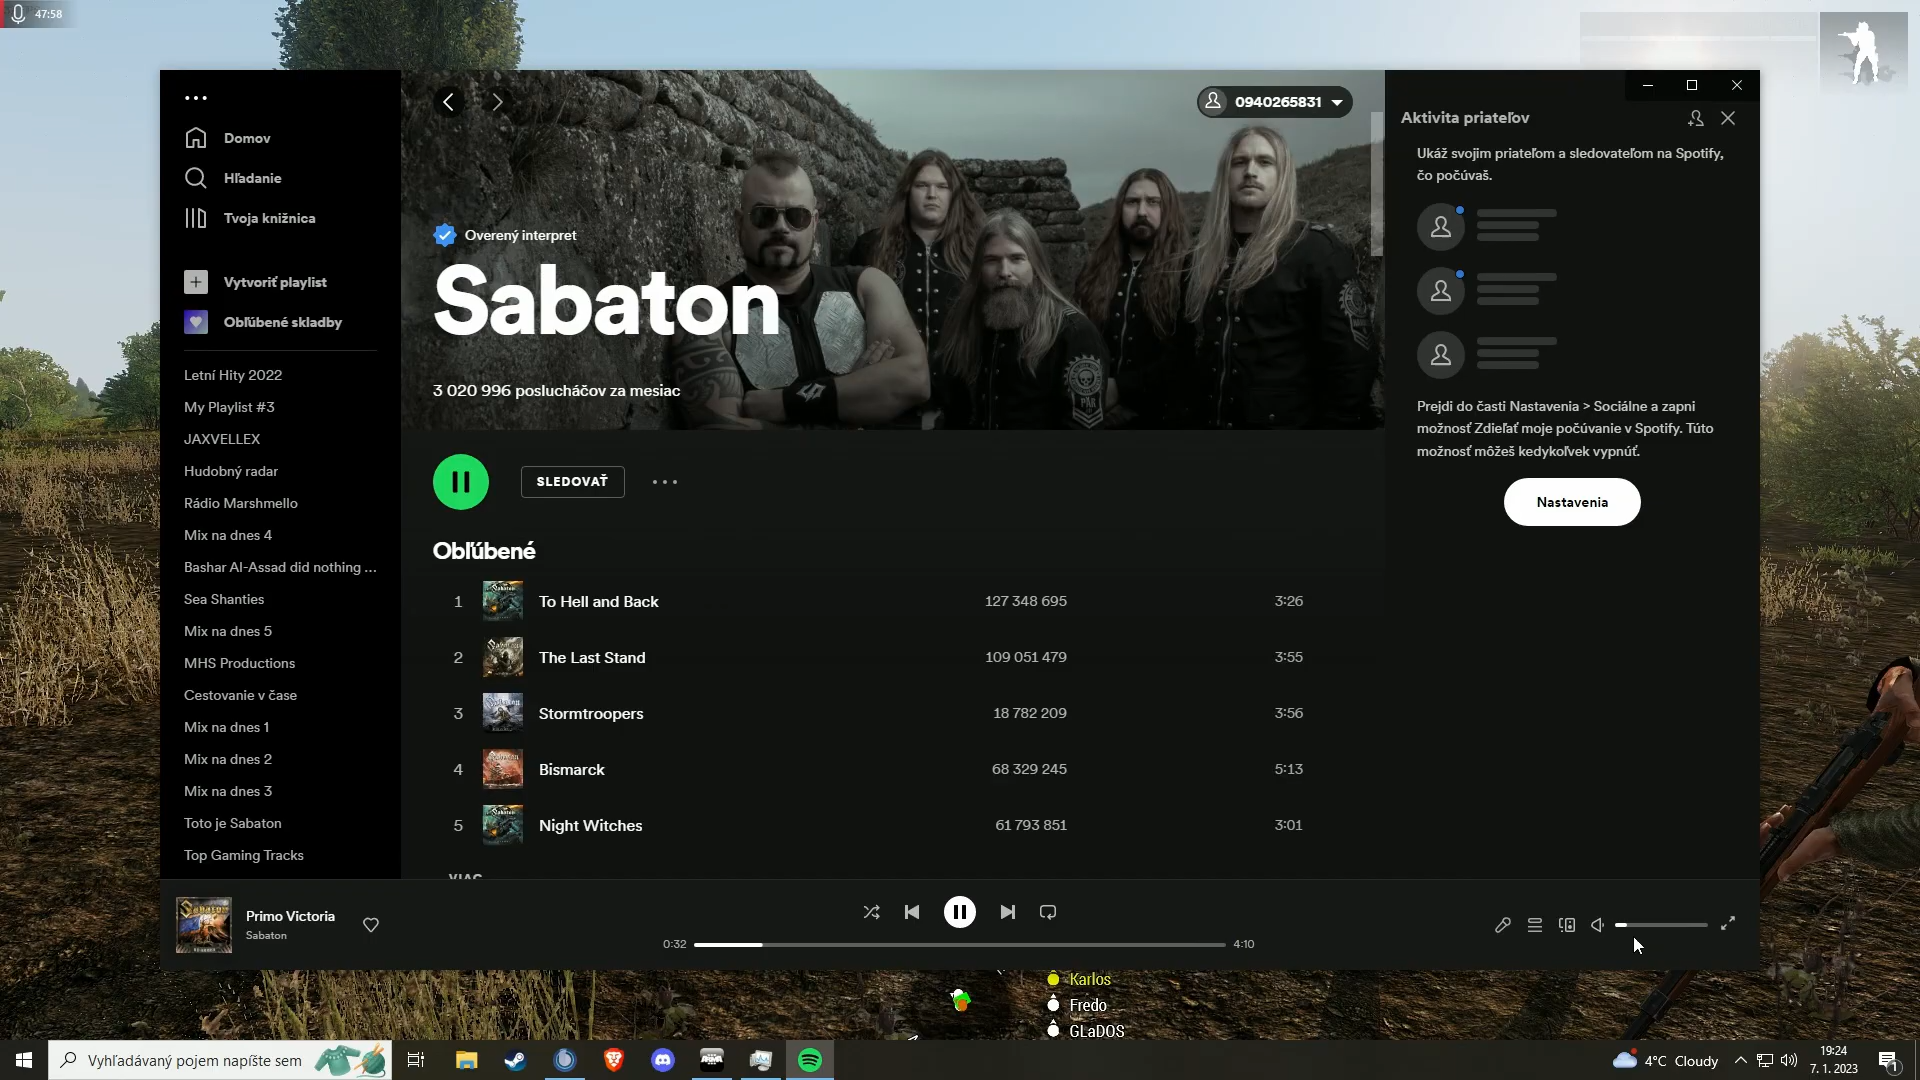 47:58
Domov
Hľadanie
Tvoja knižnica
Vytvoriť playlist
Obľúbené skladby
Letní Hity 2022
My Playlist #3
JAXVELLEX
Hudobný radar
Rádio Marshmello
Mix na dnes 4
Bashar Al-Assad did nothing ...
Sea Shanties
Mix na dnes 5
MHS Productions
Cestovanie v čase
Mix na dnes 1
Mix na dnes 2
Mix na dnes 3
Toto je Sabaton
Top Gaming Tracks
0940265831
Overený interpret
Sabaton
3 020 996 poslucháčov za mesiac
SLEDOVAŤ
Obľúbené
1 To Hell and Back 127 348 695 3:26
2 The Last Stand 109 051 479 3:55
3 Stormtroopers 18 782 209 3:56
4 Bismarck 68 329 245 5:13
5 Night Witches 61 793 851 3:01
VIAC
Aktivita priateľov
Ukáž svojim priateľom a sledovateľom na Spotify,
čo počúvaš.
Prejdi do časti Nastavenia > Sociálne a zapni
možnosť Zdieľať moje počúvanie v Spotify. Túto
možnosť môžeš kedykoľvek vypnúť.
Nastavenia
Primo Victoria
Sabaton
0:32
4:10
Karlos
Fredo
GLaDOS
Vyhľadávaný pojem napíšte sem
4°C Cloudy
19:24
7. 1. 2023
1